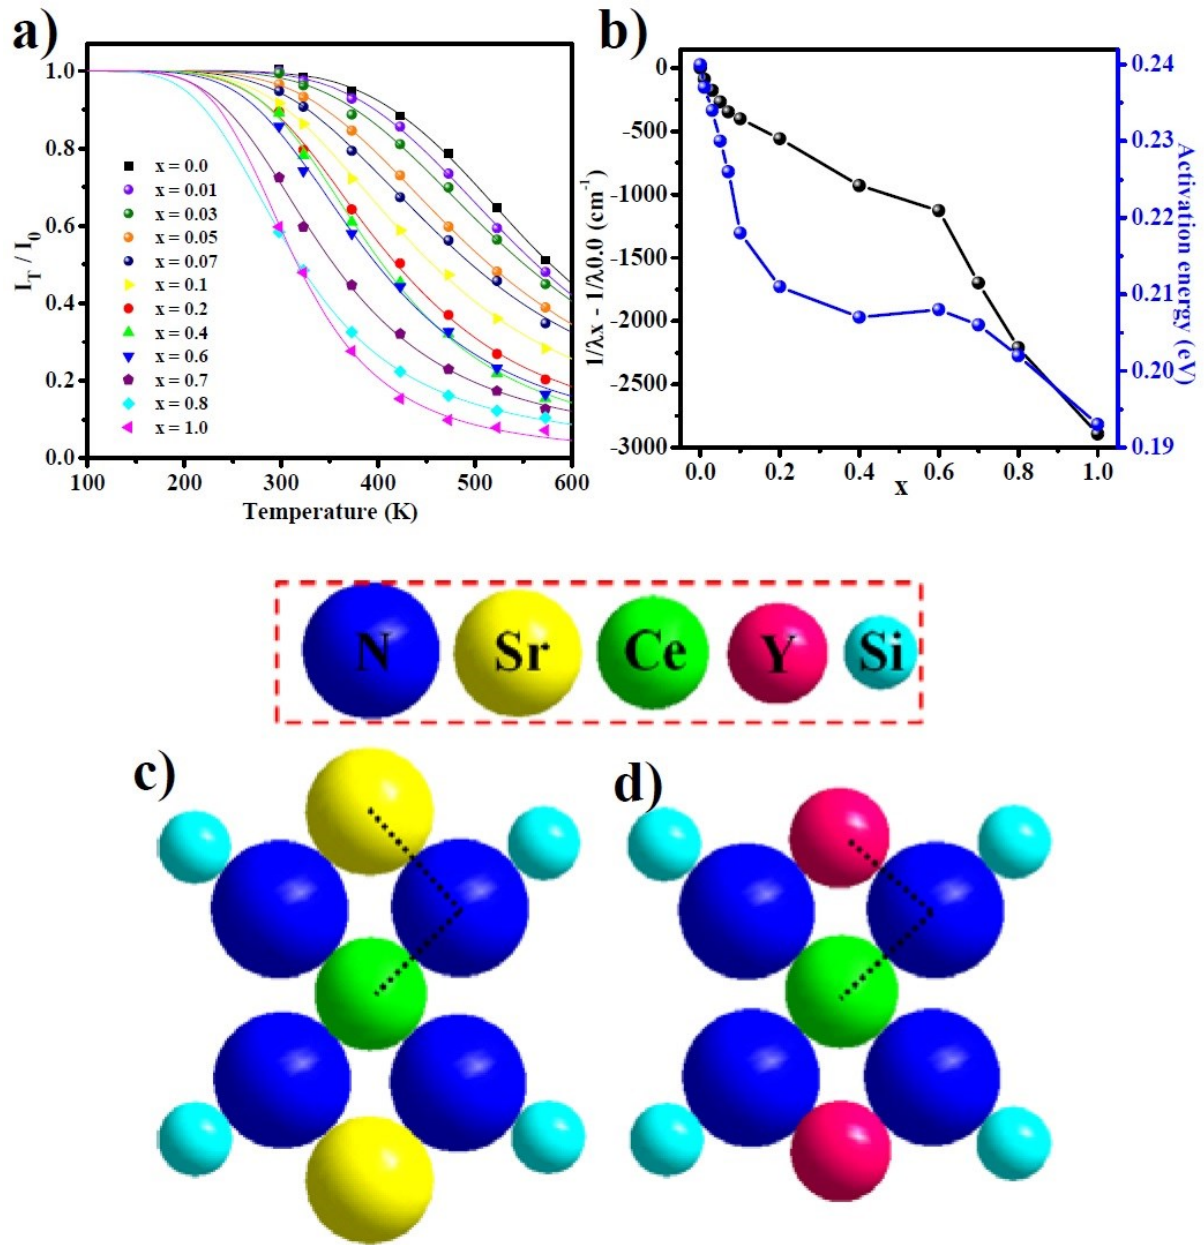 a)
1.0
0.8
0.6
0.4
0.2
0.0
I_T / I_0
x = 0.0
x = 0.01
x = 0.03
x = 0.05
x = 0.07
x = 0.1
x = 0.2
x = 0.4
x = 0.6
x = 0.7
x = 0.8
x = 1.0
100 200 300 400 500 600
Temperature (K)
b)
0
-500
-1000
-1500
-2000
-2500
-3000
1/λx - 1/λ0.0 (cm⁻¹)
0.24
0.23
0.22
0.21
0.20
0.19
Activation energy (eV)
0.0 0.2 0.4 0.6 0.8 1.0
x
N Sr Ce Y Si
c)
d)